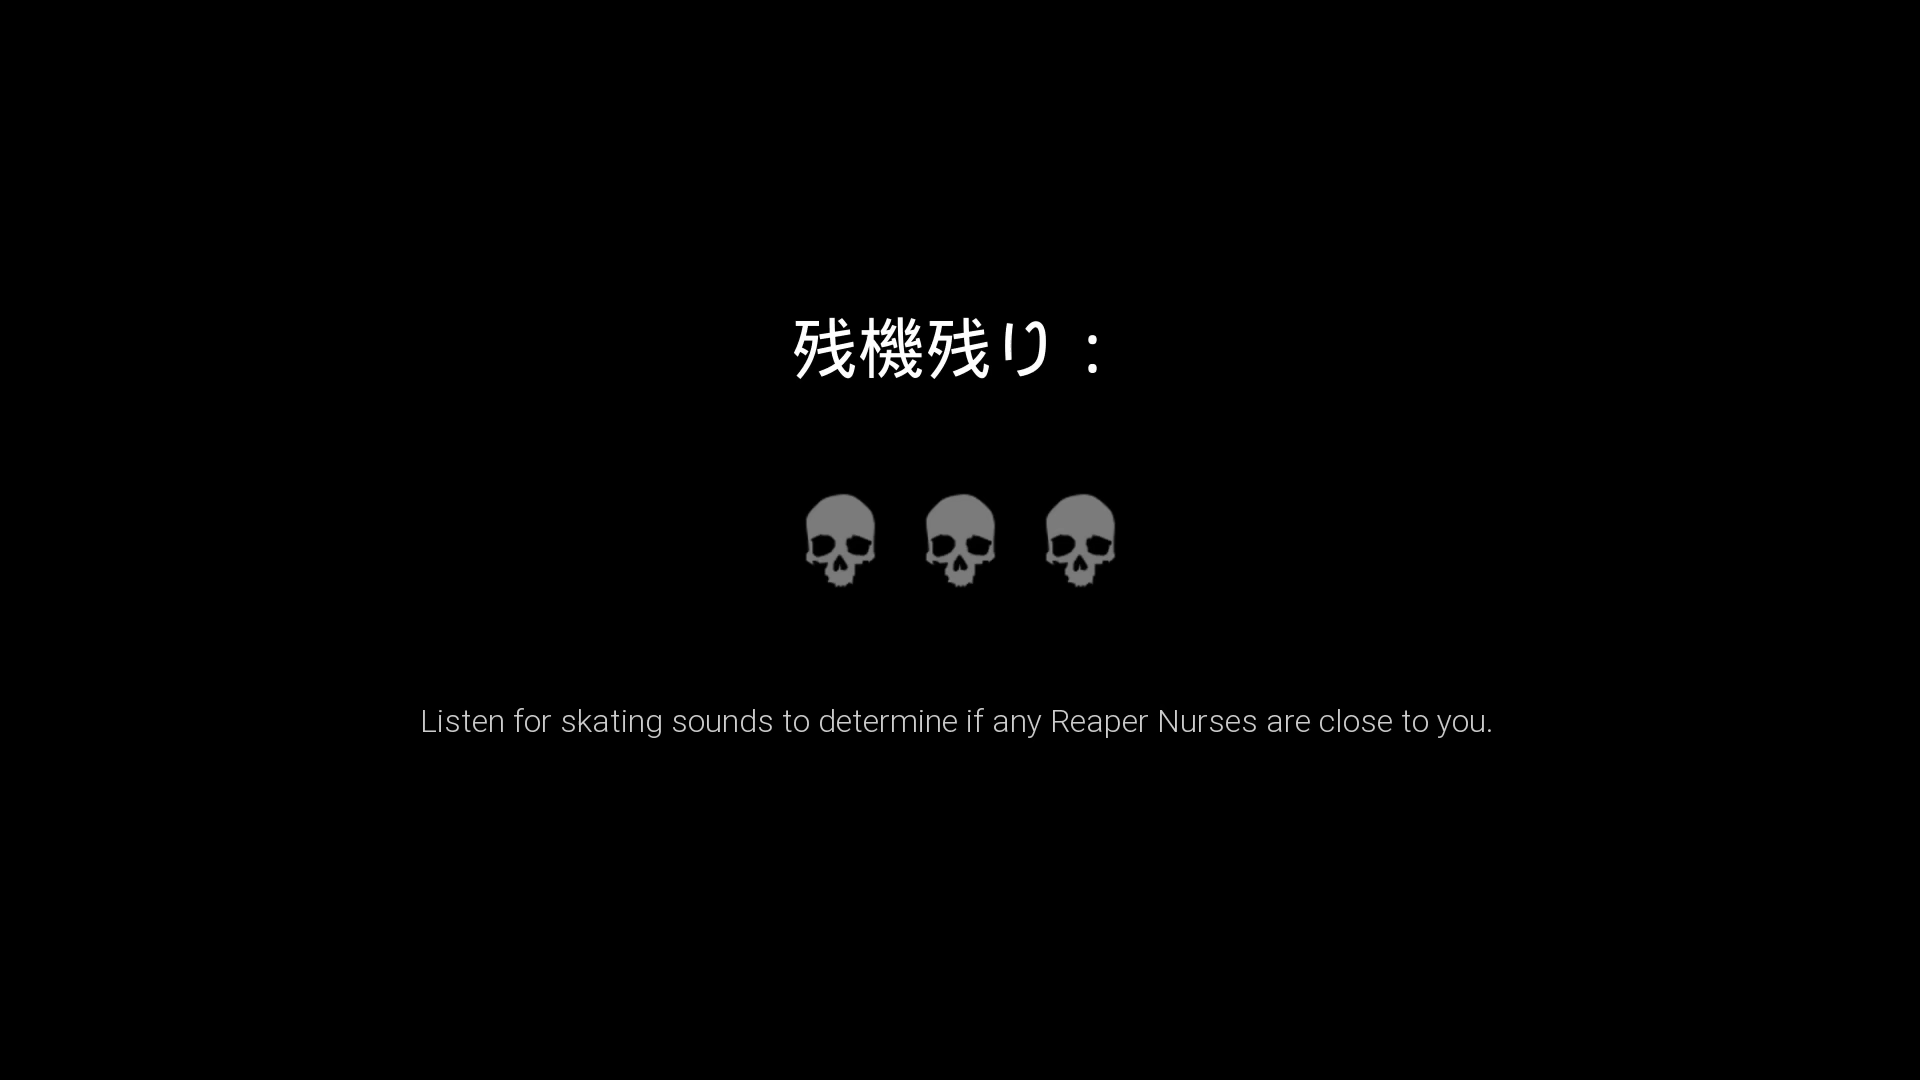 残機残り：
Listen for skating sounds to determine if any Reaper Nurses are close to you.